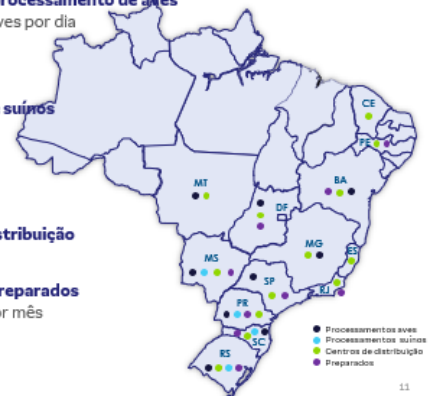 rocessamento de aves
ves por dia
suínos
stribuição
reparados
or mês
CE
PE
BA
MT
DF
MG
ES
MS
SP
RJ
PR
SC
RS
Processamentos aves
Processamentos suínos
Centros de distribuição
Preparados
11